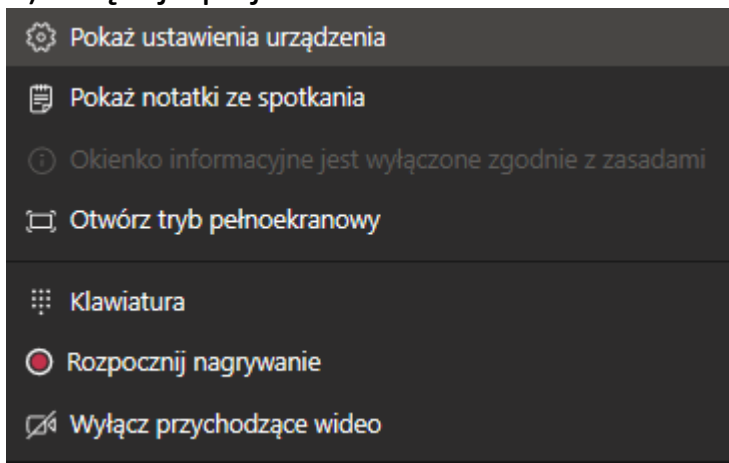 Pokaż ustawienia urządzenia
Pokaż notatki ze spotkania
Okienko informacyjne jest wyłączone zgodnie z zasadami
Otwórz tryb pełnoekranowy
Klawiatura
Rozpocznij nagrywanie
Wyłącz przychodzące wideo